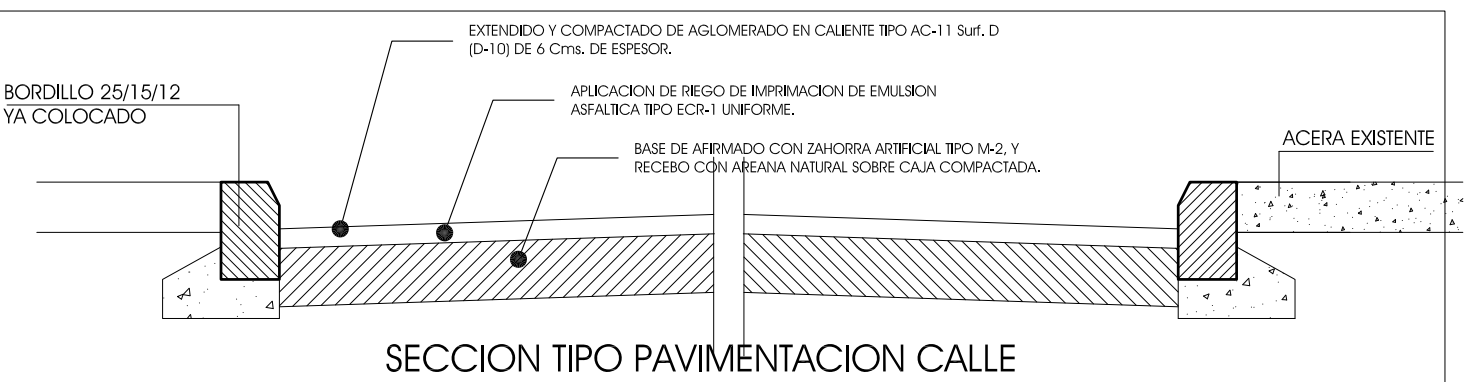 EXTENDIDO Y COMPACTADO DE AGLOMERADO EN CALIENTE TIPO AC-11 Surf. D
(D-10) DE 6 Cms. DE ESPESOR.
BORDILLO 25/15/12
YA COLOCADO
APLICACION DE RIEGO DE IMPRIMACION DE EMULSION
ASFALTICA TIPO ECR-1 UNIFORME.
BASE DE AFIRMADO CON ZAHORRA ARTIFICIAL TIPO M-2, Y
RECEBO CON AREANA NATURAL SOBRE CAJA COMPACTADA.
ACERA EXISTENTE
SECCION TIPO PAVIMENTACION CALLE